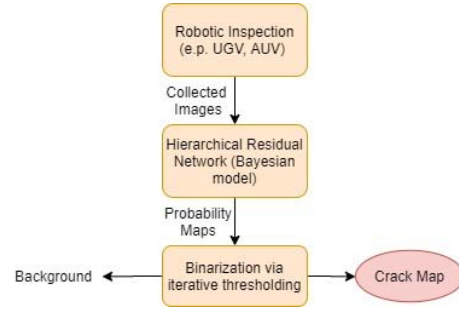 Robotic Inspection
(e.p. UGV, AUV)
Collected
Images
Hierarchical Residual
Network (Bayesian
model)
Probability
Maps
Background
Binarization via
iterative thresholding
Crack Map